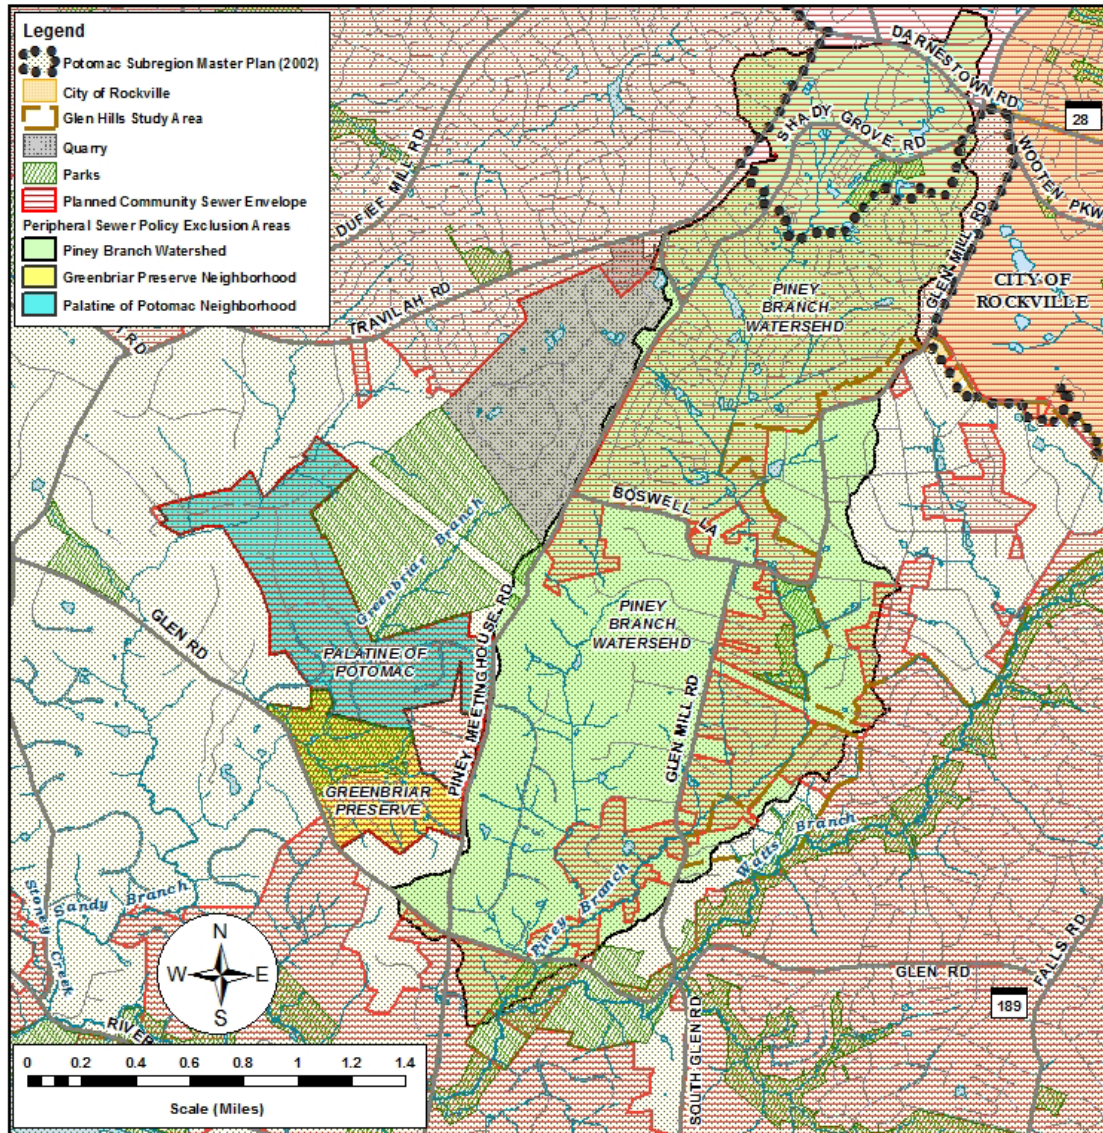 Legend
Potomac Subregion Master Plan (2002)
City of Rockville
Glen Hills Study Area
Quarry
Parks
Planned Community Sewer Envelope
Peripheral Sewer Policy Exclusion Areas
Piney Branch Watershed
Greenbriar Preserve Neighborhood
Palatine of Potomac Neighborhood
DARNESTOWN RD
28
SHADY GROVE RD
WOOTEN PKW
DUFIEF MILL RD
GLEN MILL RD
CITY OF
ROCKVILLE
PINEY
BRANCH
WATERSEHD
TRAVILAH RD
RD
BOSWELL LA
Greenbriar Branch
GLEN RD
PINEY
BRANCH
WATERSEHD
PALATINE OF
POTOMAC
PINEY MEETING HOUSE RD
GLEN MILL RD
GREENBRIAR
PRESERVE
Watts Branch
Sandy Branch
Stoney Creek
Piney Branch
N
W E
S
GLEN RD
FALLS RD
189
RIVER
SOUTH GLEN RD
0 0.2 0.4 0.6 0.8 1 1.2 1.4
Scale (Miles)